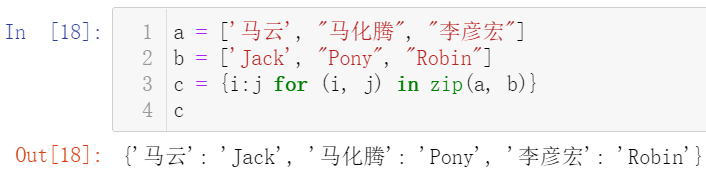 In [18]:
1 a = ['马云', "马化腾", "李彦宏"]
2 b = ['Jack', "Pony", "Robin"]
3 c = {i:j for (i, j) in zip(a, b)}
4 c
Out[18]: {'马云': 'Jack', '马化腾': 'Pony', '李彦宏': 'Robin'}